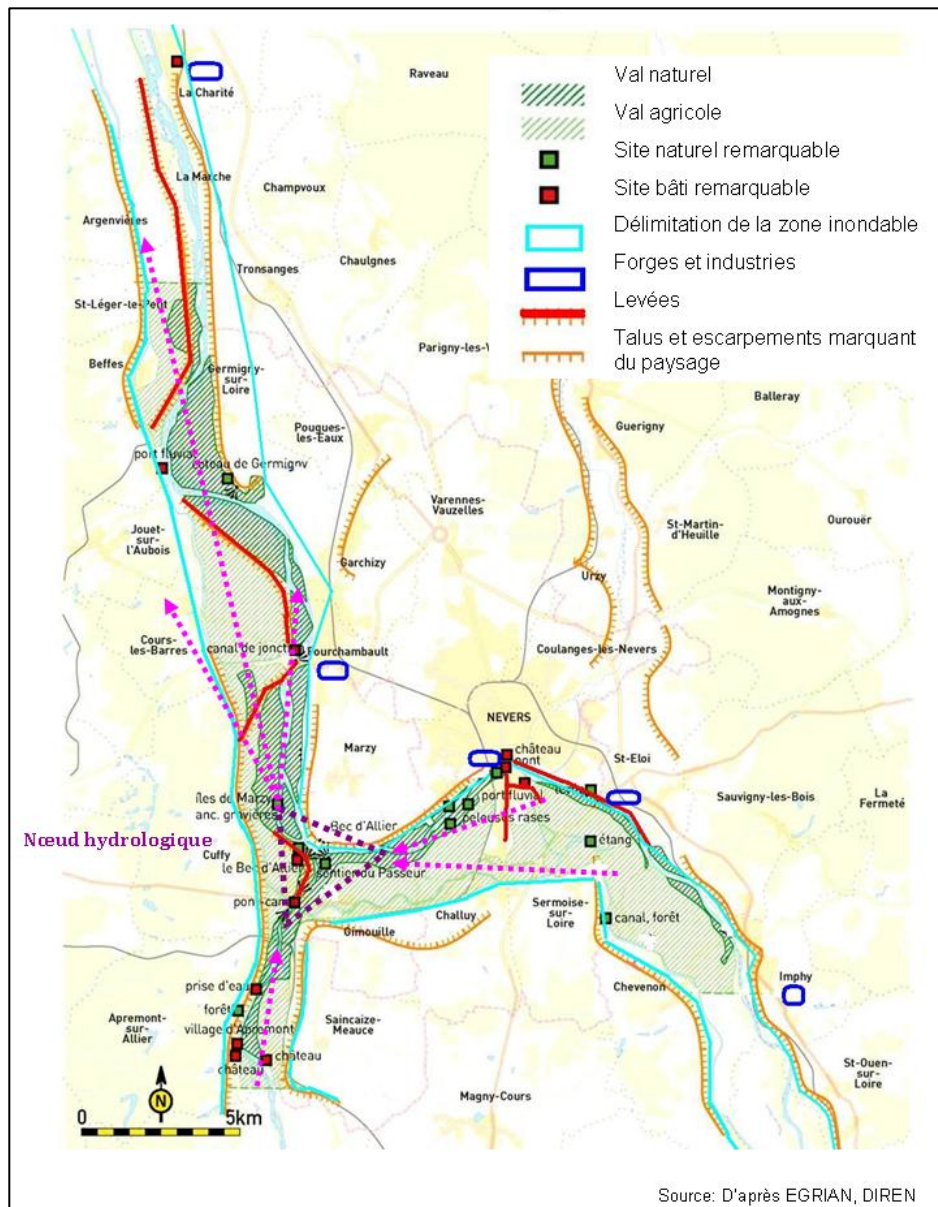 Raveau
La Charité
La Marche
Champvoux
Argenvières
Tronsanges
Chaulgnes
St-Léger-le-Petit
Beffes
Germigny-
sur-
Loire
Parigny-les-V
Pougues-
les-Eaux
port fluvial
coteau de Germigny
Varennes-
Vauzelles
Jouet-
sur-
l'Aubois
Garchizy
Guerigny
Balleray
St-Martin-
d'Heuille
Ourouër
Urzy
Montigny-
aux-
Amognes
Cours-
les-Barres
canal de jonct
Fourchambault
Coulanges-les-Nevers
NEVERS
Marzy
château
pont
St-Eloi
port fluvial
Sauvigny-les-Bois
La
Fermeté
îles de Marzy
anc. gravières
Bec d'Allier
pelouses rases
étang
Nœud hydrologique
Cuffy
le Bec d'Allier
sentier du Passeur
pont-canal
Gimouille
Challuy
Sermoise-
sur-
Loire
canal, forêt
Imphy
Chevenon
prise d'eau
forêt
Apremont-
sur-
Allier
village d'Apremont
château
château
Saincaize-
Meauce
St-Ouen-
sur-
Loire
Magny-Cours
N
0
5km
Val naturel
Val agricole
Site naturel remarquable
Site bâti remarquable
Délimitation de la zone inondable
Forges et industries
Levées
Talus et escarpements marquant
du paysage
Source: D'après EGRIAN, DIREN